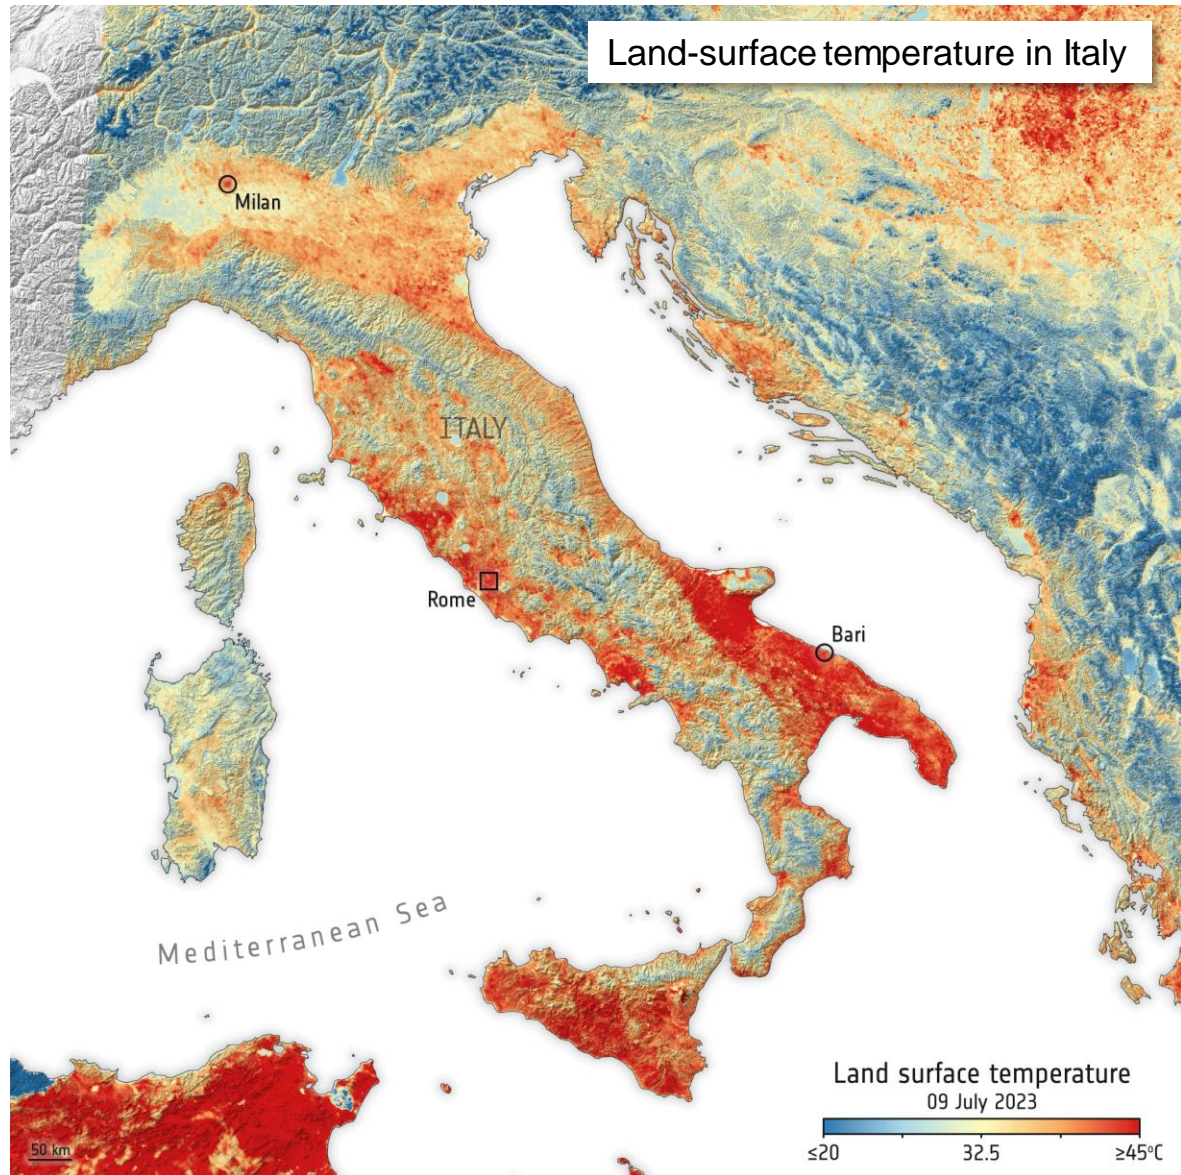 Land-surface temperature in Italy
Milan
ITALY
Rome
Bari
Mediterranean Sea
Land surface temperature
09 July 2023
≤20 32.5 ≥45°C
50 km